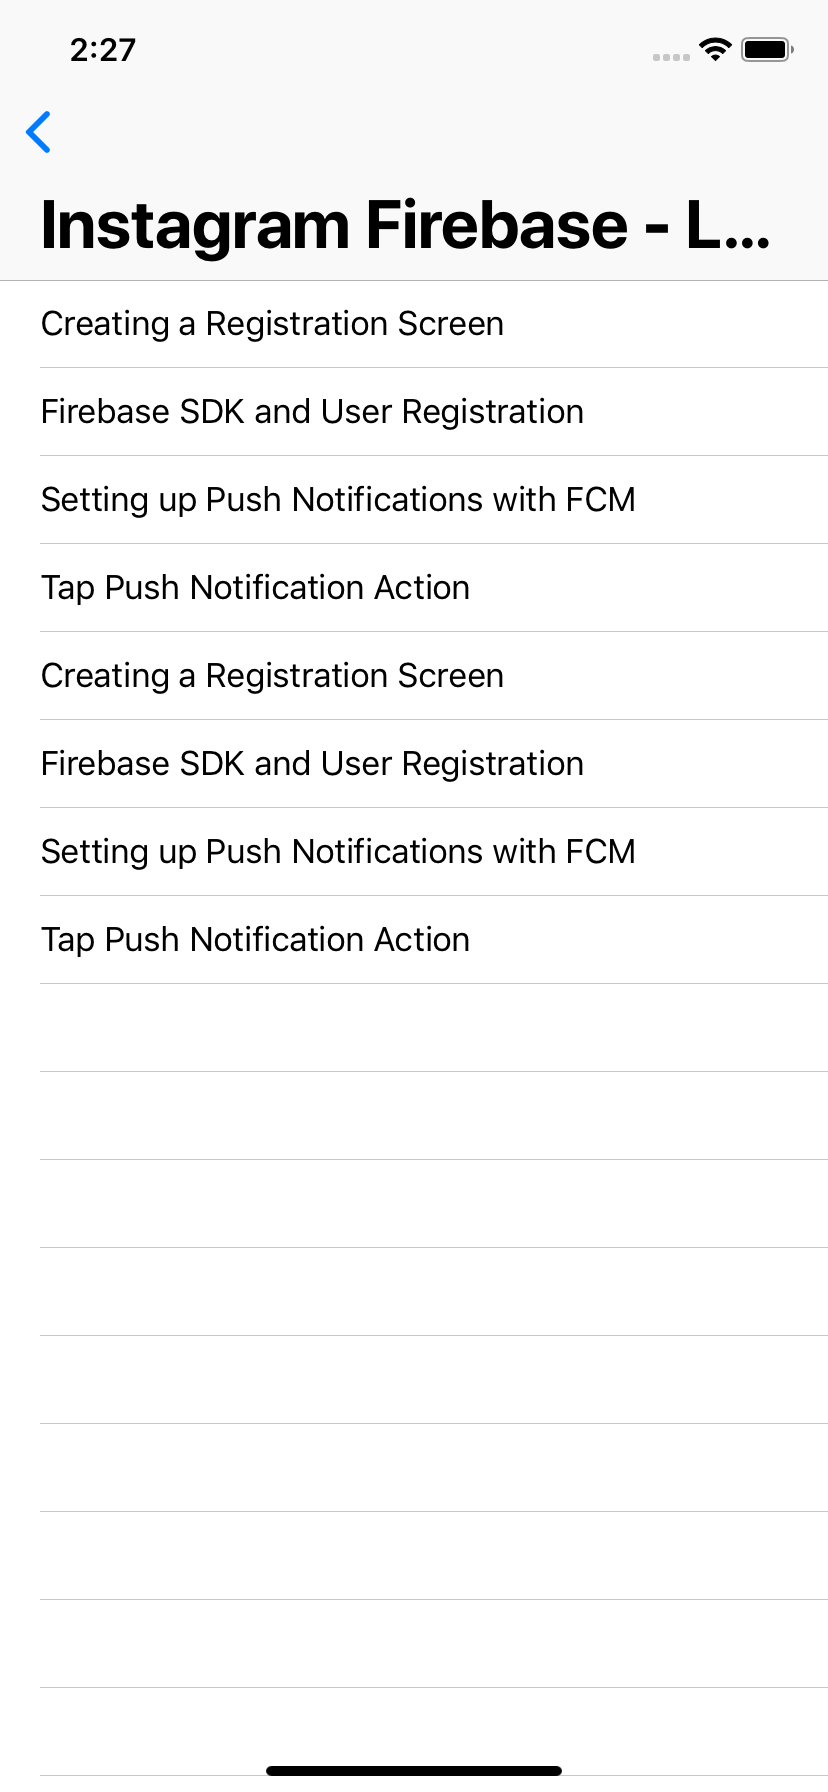 2:27
Instagram Firebase - L...
Creating a Registration Screen
Firebase SDK and User Registration
Setting up Push Notifications with FCM
Tap Push Notification Action
Creating a Registration Screen
Firebase SDK and User Registration
Setting up Push Notifications with FCM
Tap Push Notification Action